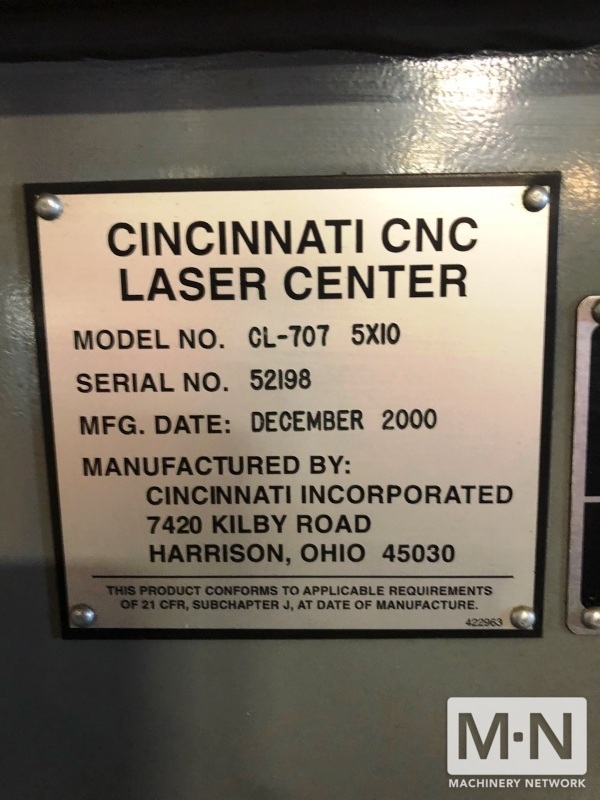 CINCINNATI CNC
LASER CENTER
MODEL NO. CL-707 5X10
SERIAL NO. 52198
MFG. DATE: DECEMBER 2000
MANUFACTURED BY:
CINCINNATI INCORPORATED
7420 KILBY ROAD
HARRISON, OHIO 45030
THIS PRODUCT CONFORMS TO APPLICABLE REQUIREMENTS
OF 21 CFR, SUBCHAPTER J, AT DATE OF MANUFACTURE.
422963
M·N
MACHINERY NETWORK